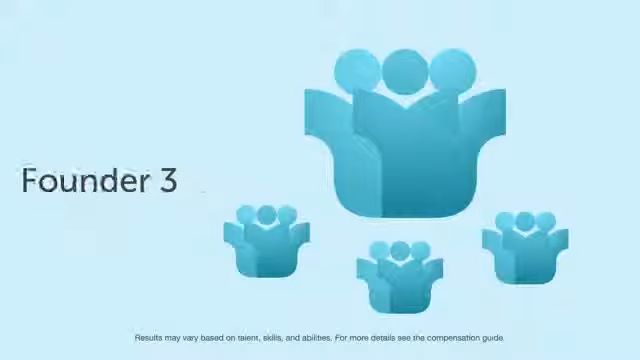 Founder 3
Results may vary based on talent, skills, and abilities. For more details see the compensation guide.